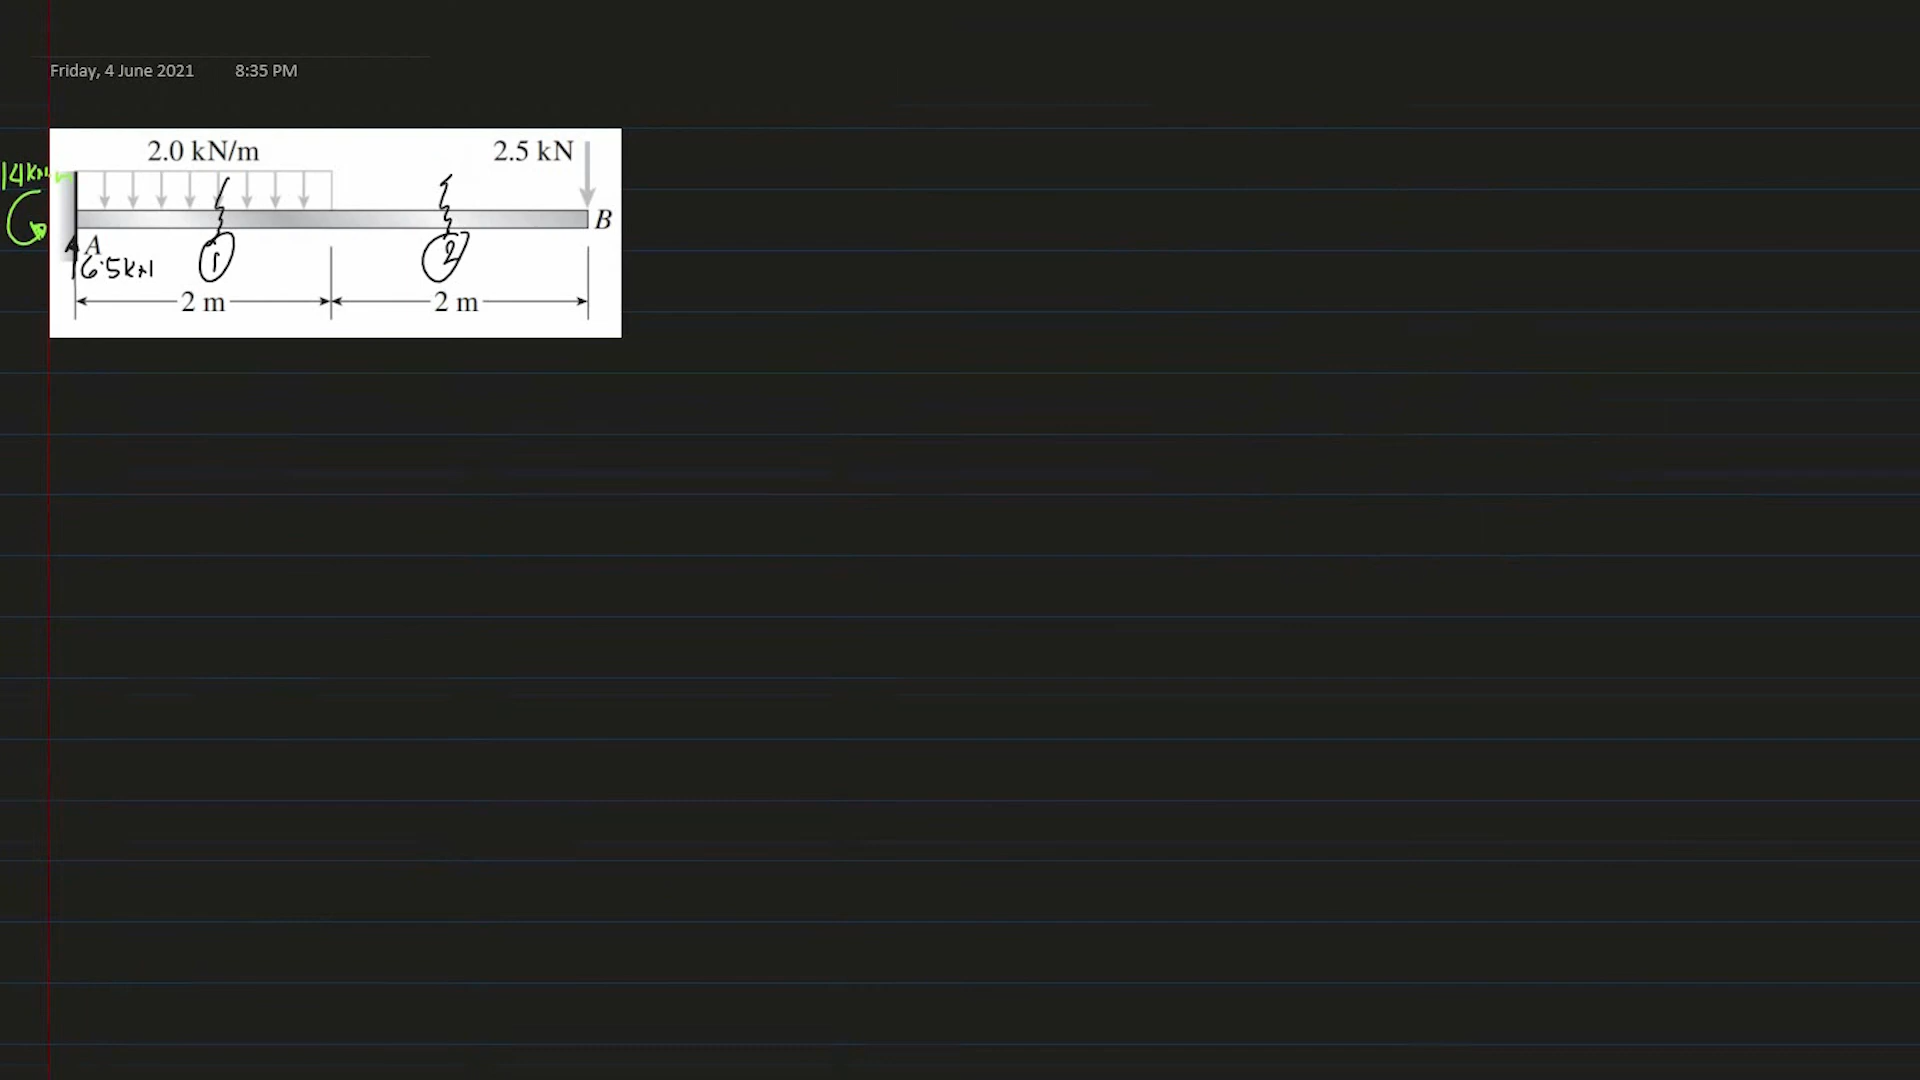 Friday, 4 June 2021 8:35 PM
2.0 kN/m 2.5 kN
14kN
B
A
6.5kN 1 2
2 m 2 m